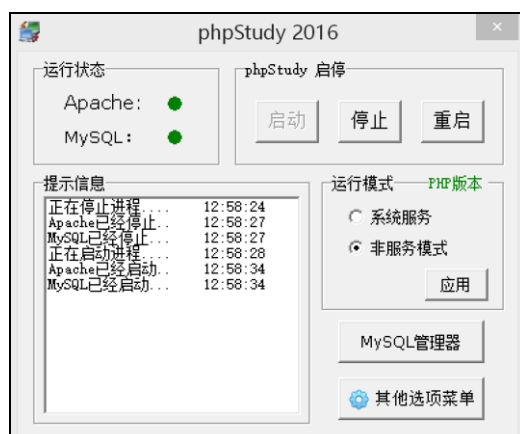 phpStudy 2016
×
运行状态
Apache:
MySQL:
phpStudy 启停
启动
停止
重启
提示信息
正在停止进程.... 12:58:24
Apache已经停止.. 12:58:27
MySQL已经停止... 12:58:27
正在启动进程.... 12:58:28
Apache已经启动.. 12:58:34
MySQL已经启动... 12:58:34
运行模式 PHP版本
系统服务
非服务模式
应用
MySQL管理器
其他选项菜单